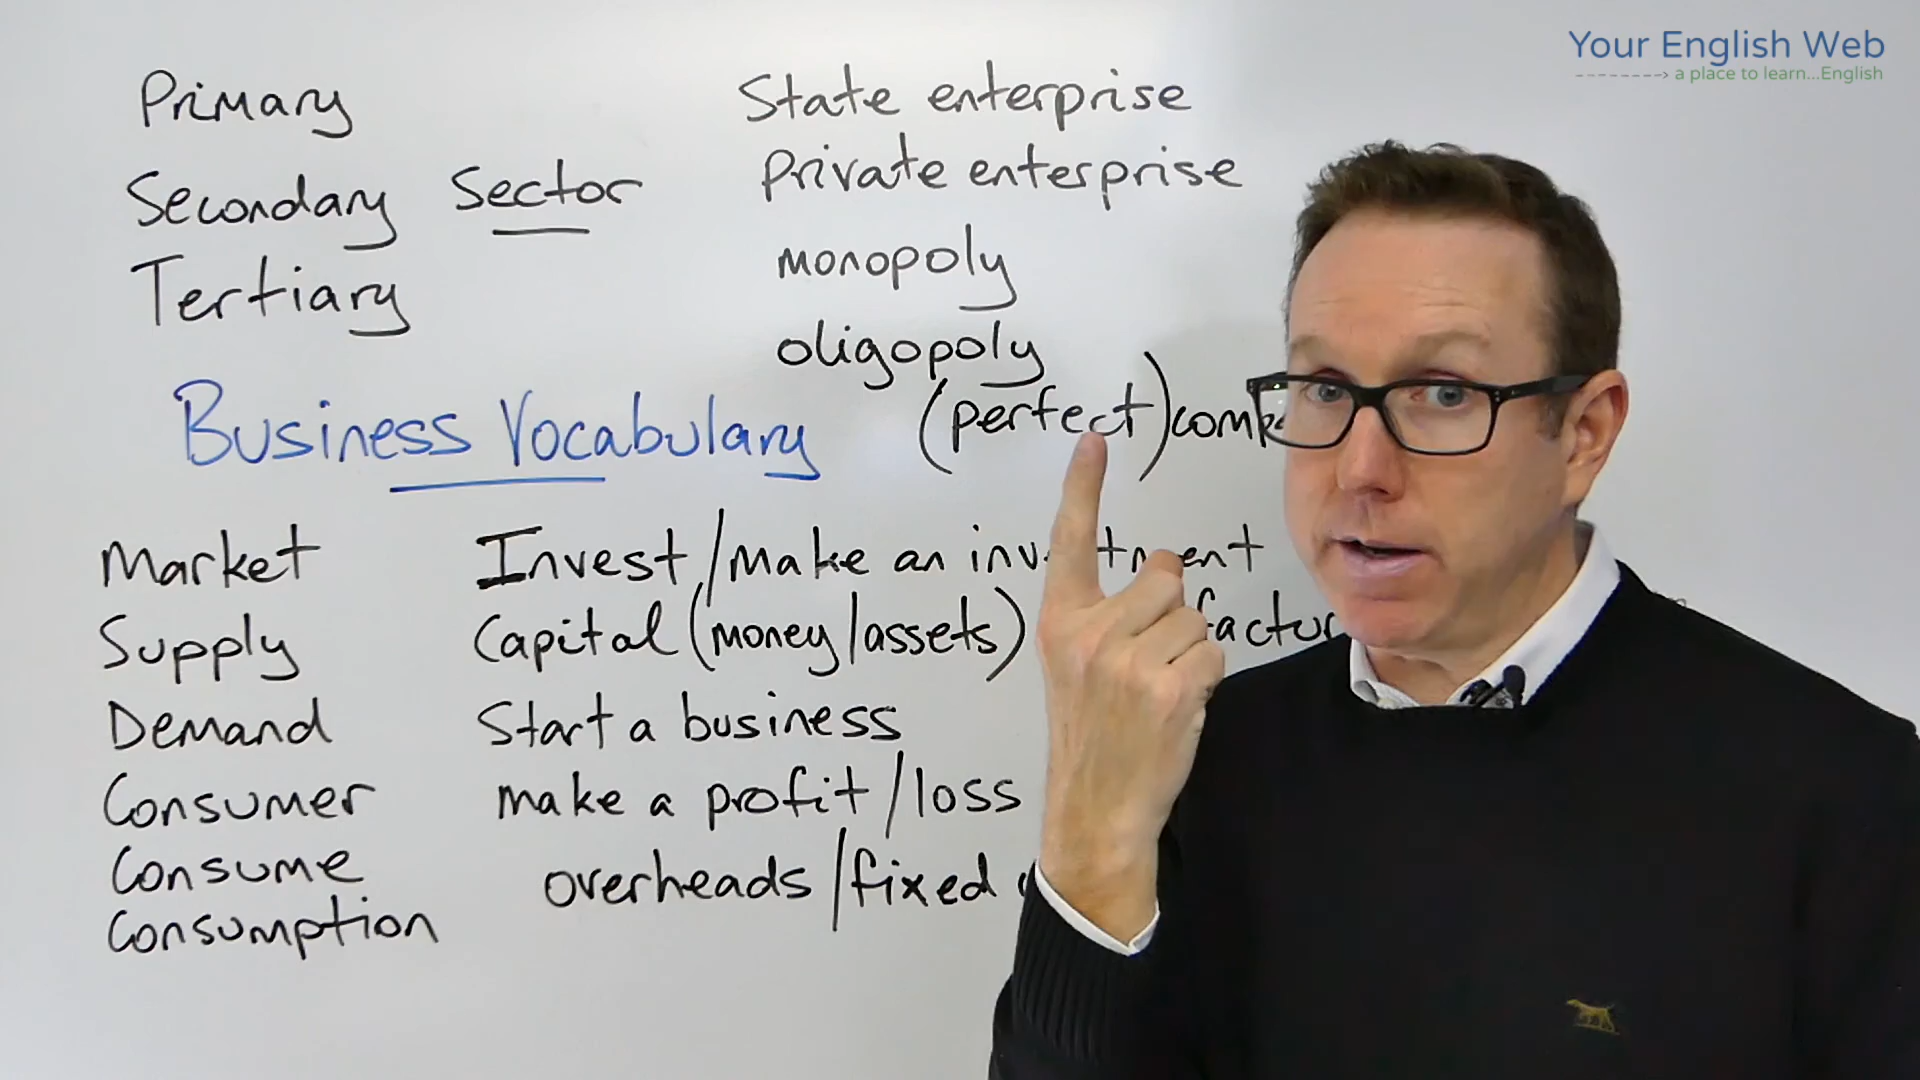 Your English Web
a place to learn...English
Primary
Secondary Sector
Tertiary
State enterprise
Private enterprise
monopoly
oligopoly
(perfect)
Business Vocabulary
Market
Supply
Demand
Consumer
Consume
Consumption
Invest/make an
Capital (money/assets)
Start a business
make a profit/loss
overheads/fixed